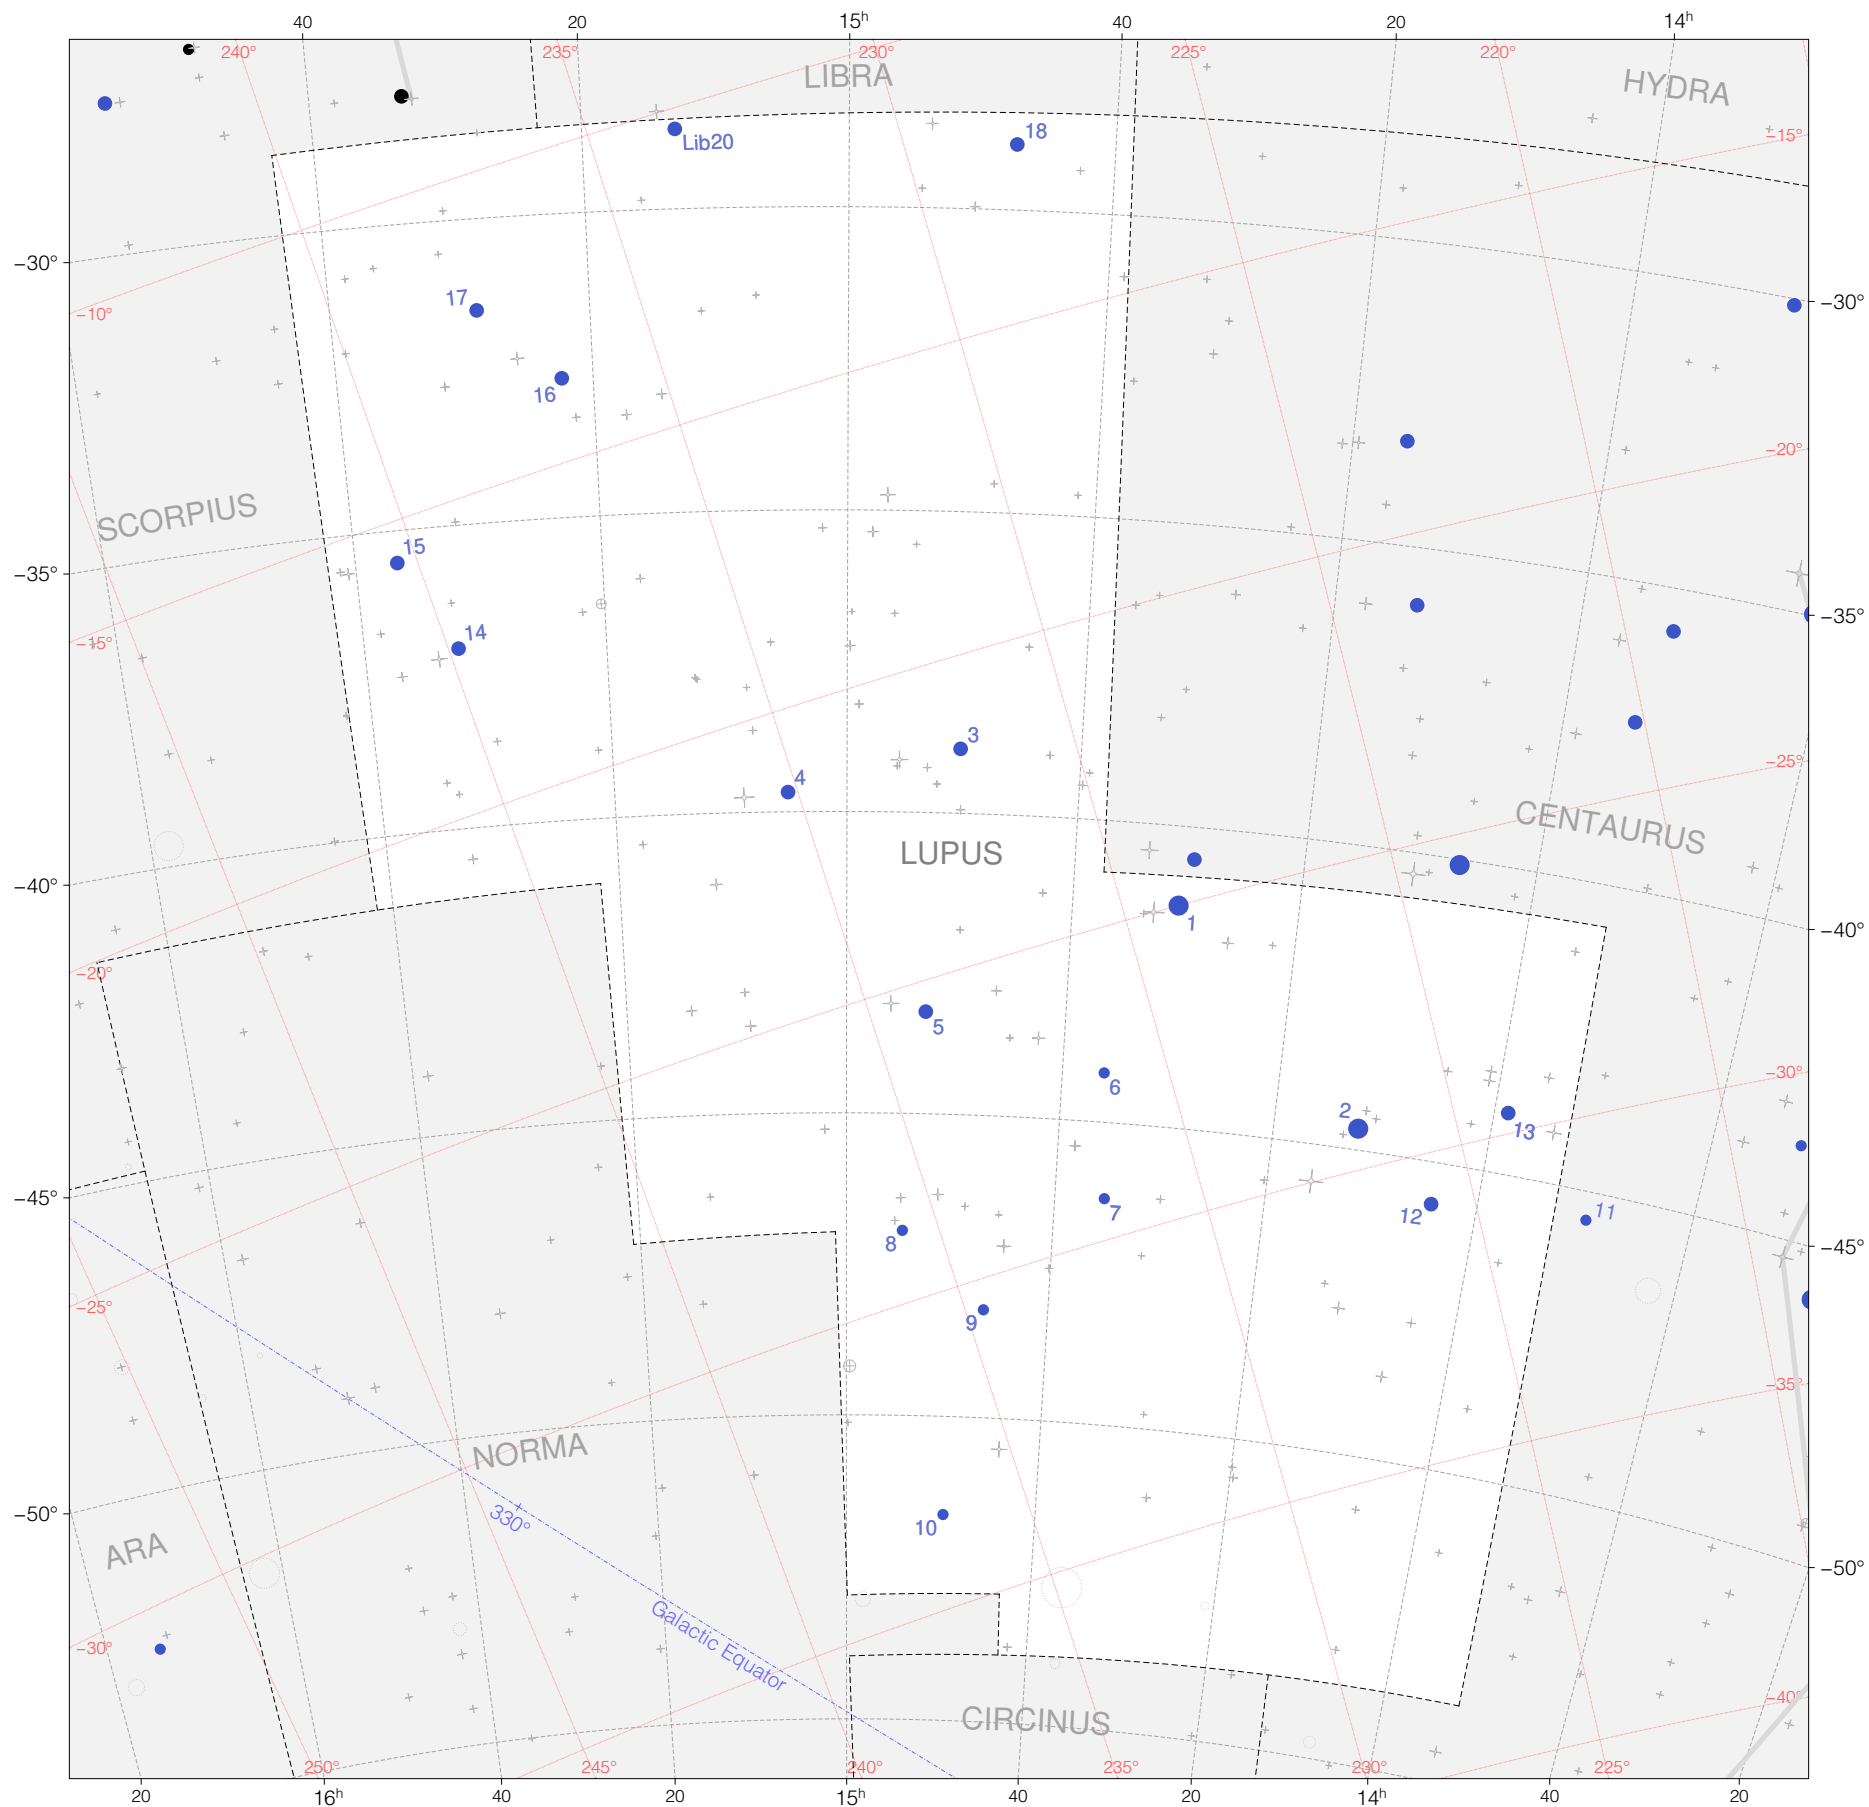 40 20 15h 40 20 14h
240° 235° 230° 225° 220°
LIBRA
HYDRA
−15°
18
Lib20
−30°
−30°
17
−10°
16
−20°
SCORPIUS
15
−35°
−35°
14
−15°
3
−25°
4
CENTAURUS
LUPUS
−40°
1
−40°
−20°
5
6
−30°
2
13
−45°
7
12
11
8
−45°
−25°
9
−35°
NORMA
−50°
330°
10
ARA
−50°
Galactic Equator
−30°
−40°
CIRCINUS
250° 245° 240° 235° 230° 225°
20 16h 40 20 15h 40 20 14h 40 20